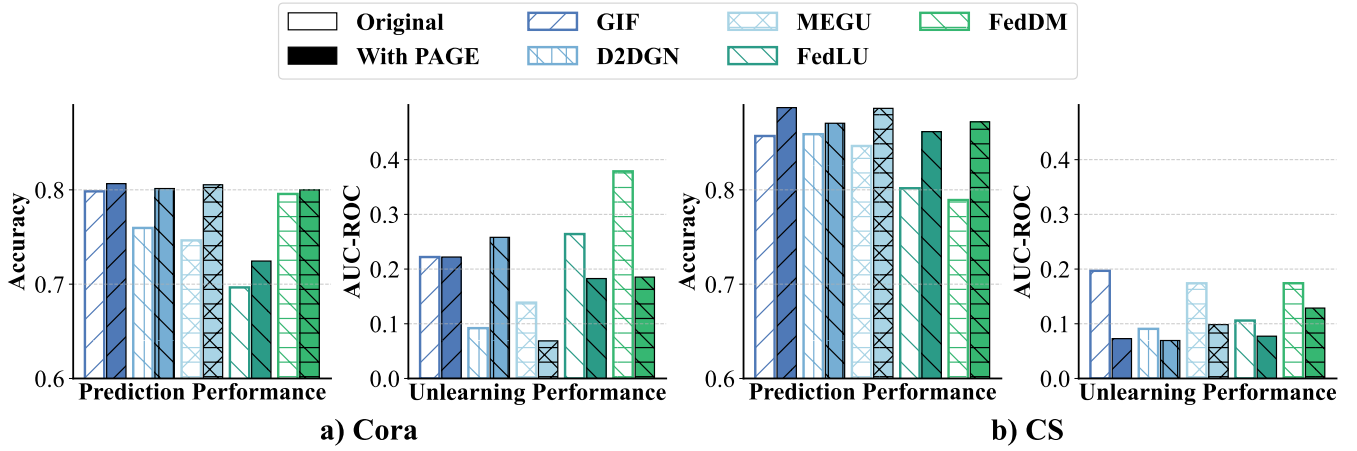 Original GIF MEGU FedDM
With PAGE D2DGN FedLU
Accuracy
0.8
0.7
0.6
Prediction Performance
AUC-ROC
0.4
0.3
0.2
0.1
0.0
Unlearning Performance
a) Cora
Accuracy
0.8
0.7
0.6
Prediction Performance
AUC-ROC
0.4
0.3
0.2
0.1
0.0
Unlearning Performance
b) CS